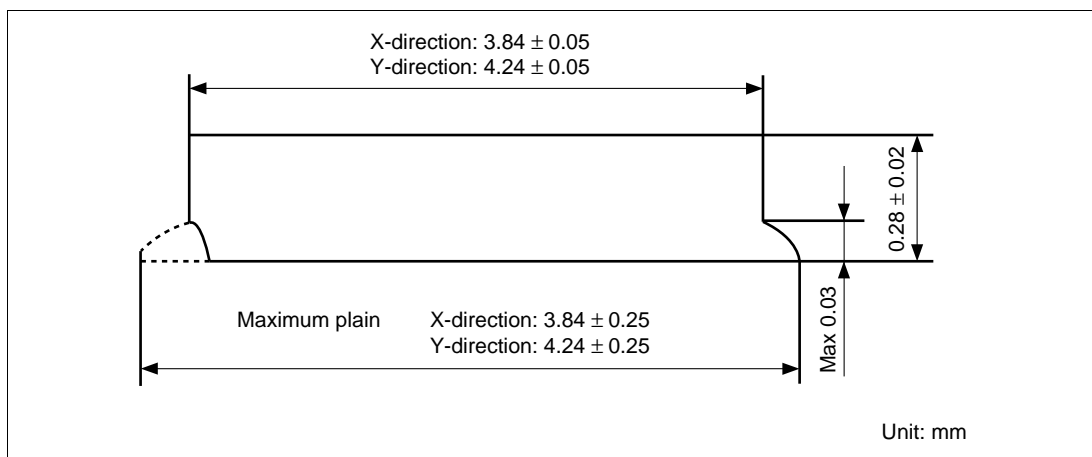 X-direction: 3.84 ± 0.05
Y-direction: 4.24 ± 0.05
0.28 ± 0.02
Max 0.03
Maximum plain X-direction: 3.84 ± 0.25
Y-direction: 4.24 ± 0.25
Unit: mm